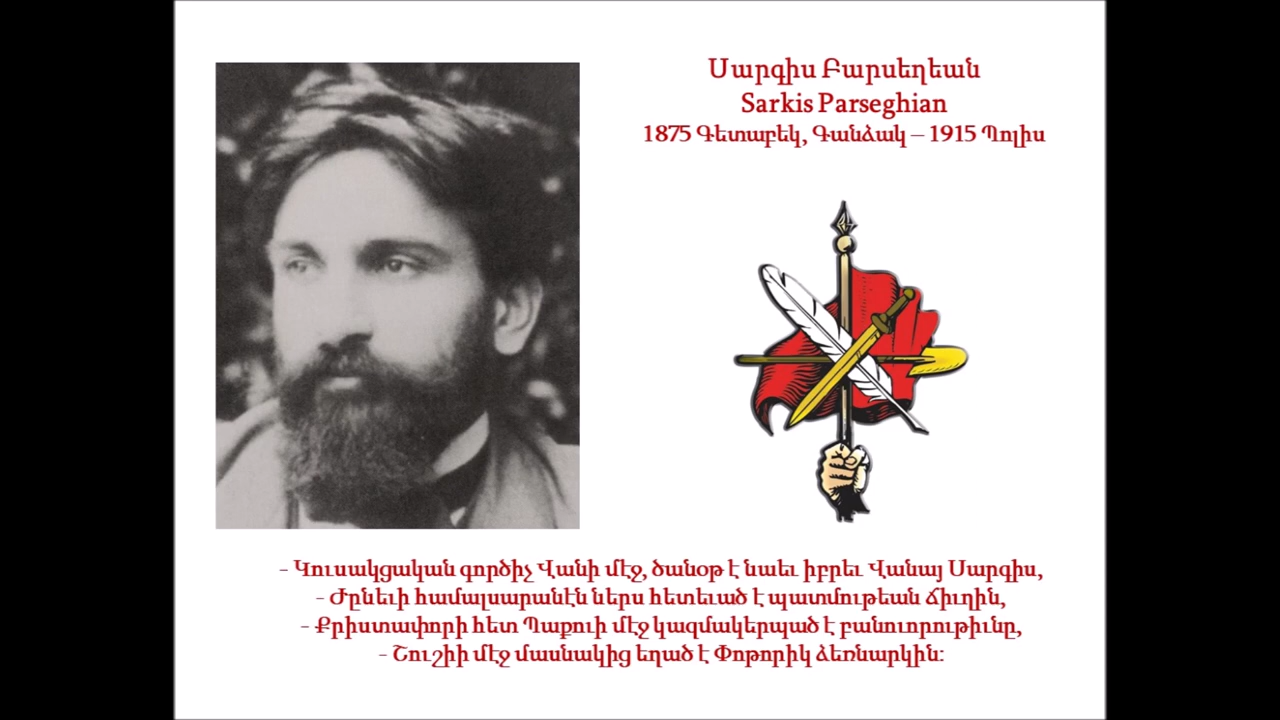 Սարգիս Բարսեղեան
Sarkis Parseghian
1875 Գետաբեկ, Գանձակ – 1915 Պոլիս
- Կուսակցական գործիչ Վանի մէջ, ծանօթ է նաեւ իբրեւ Վանայ Սարգիս,
- Ժընեւի համալսարանէն ներս հետեւած է պատմութեան ճիւղին,
- Քրիստափորի հետ Պաքուի մէջ կազմակերպած է բանուորութիւնը,
- Շուշիի մէջ մասնակից եղած է Փոթորիկ ձեռնարկին։